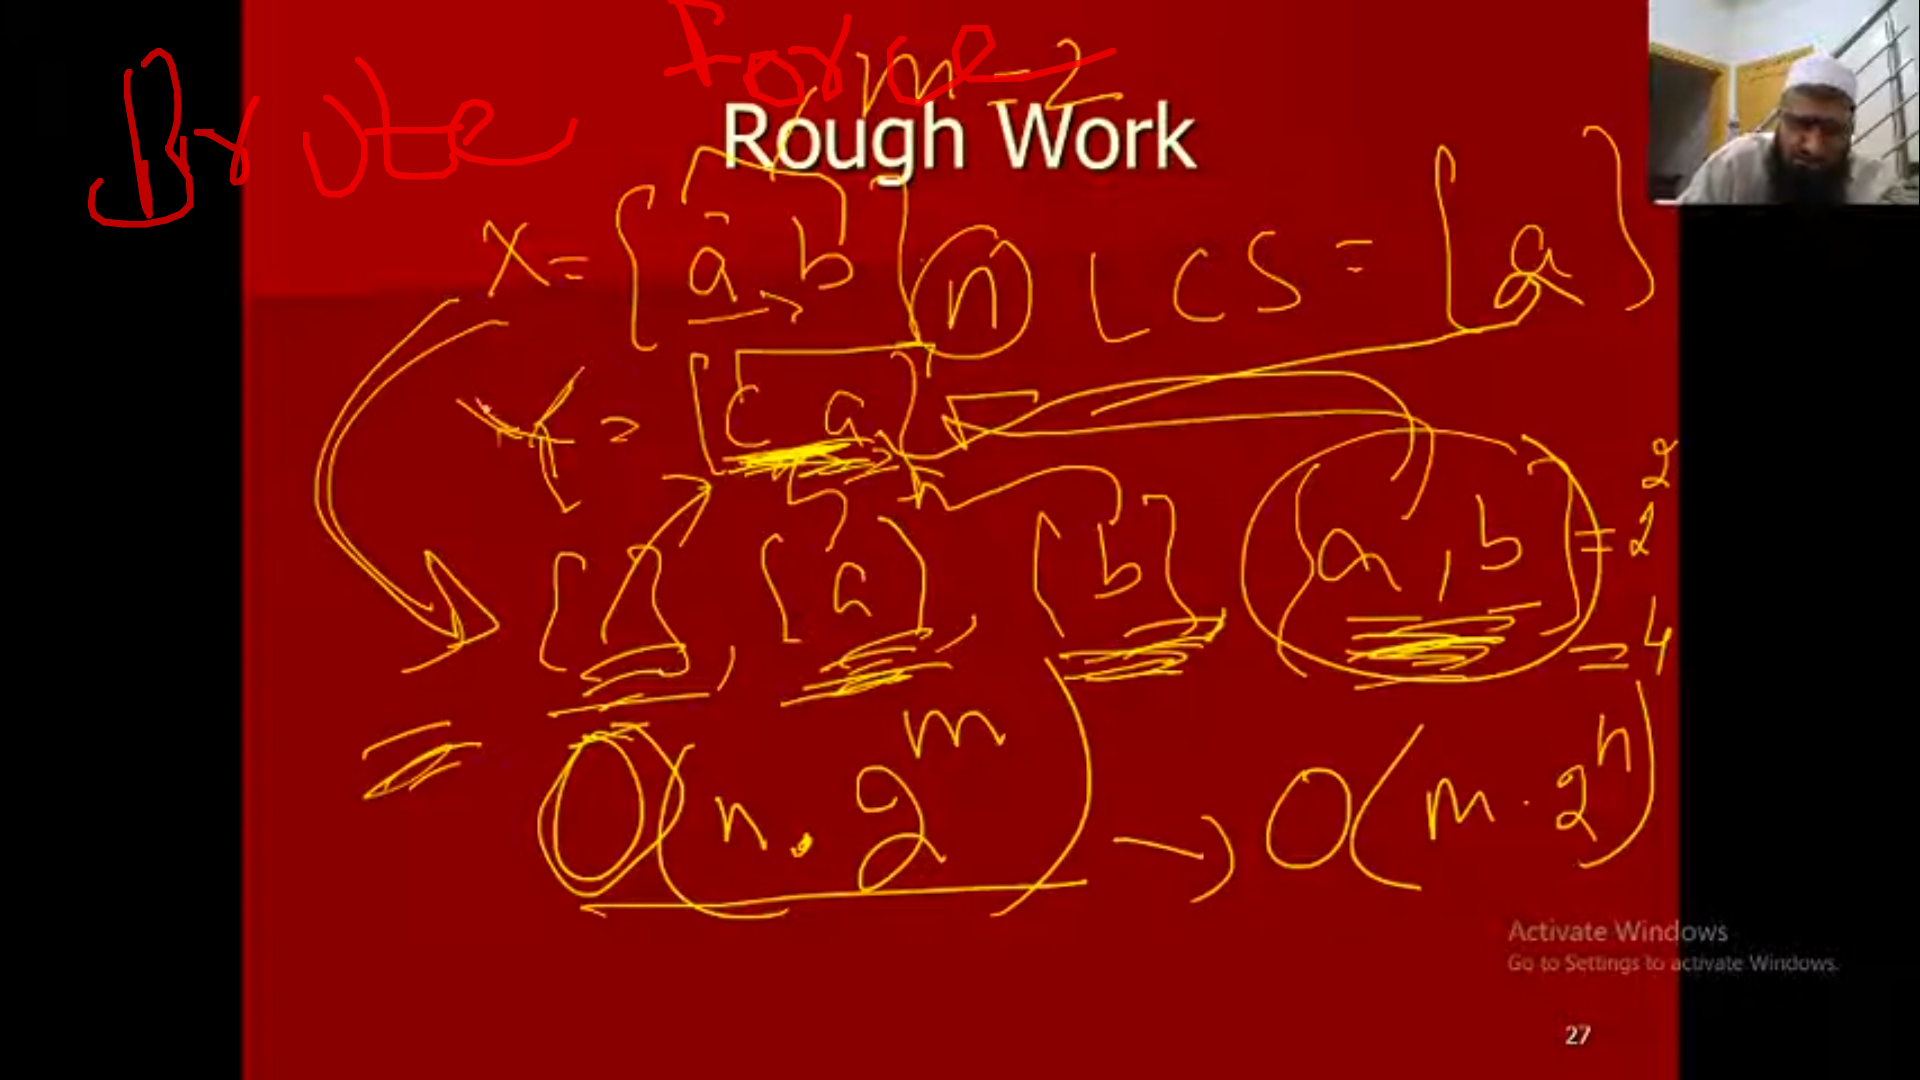 Brute Force
m=2
Rough Work
X = {a, b} n LCS = {a}
Y = {c a}
2
{ }, {a}, {b} {a, b} = 2
= 4
= O(n . 2^m) → O(m . 2^n)
Activate Windows
Go to Settings to activate Windows.
27